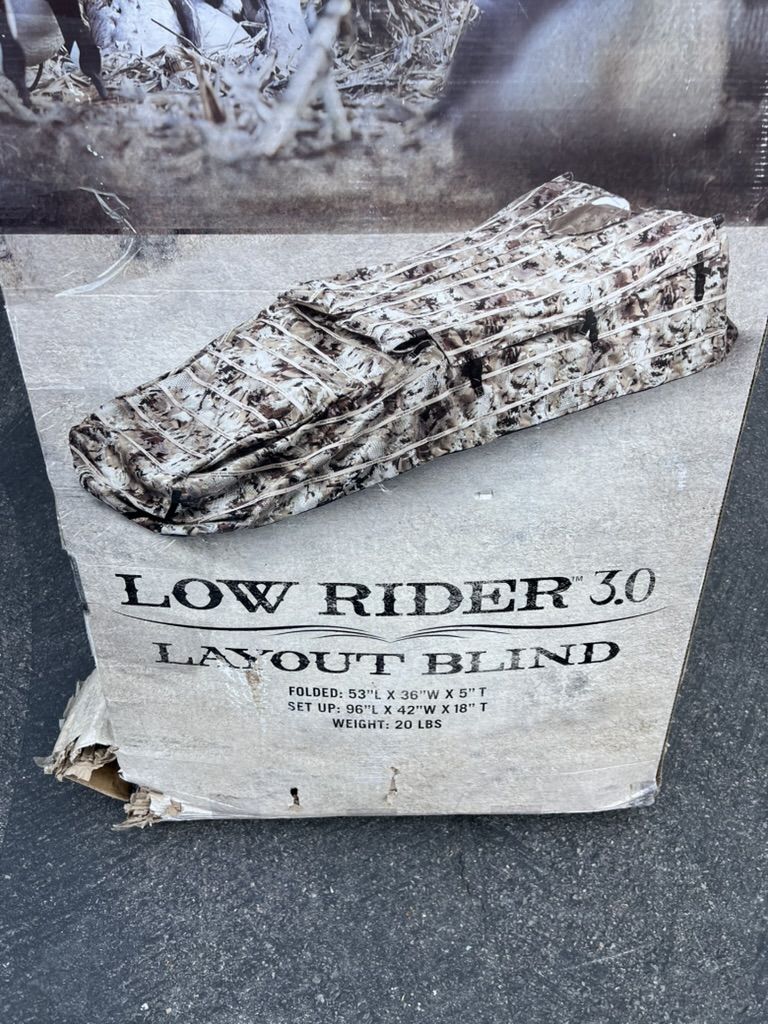 LOW RIDER™ 3.0
LAYOUT BLIND
FOLDED: 53"L X 36"W X 5" T
SET UP: 96"L X 42"W X 18" T
WEIGHT: 20 LBS